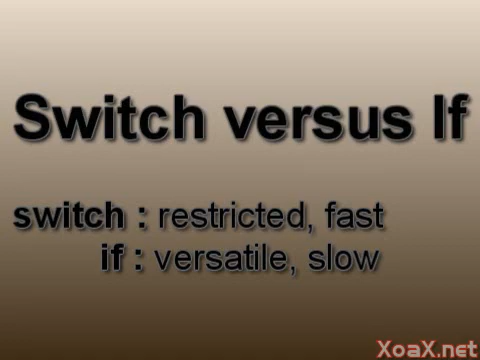 Switch versus If
switch : restricted, fast
if : versatile, slow
XoaX.net